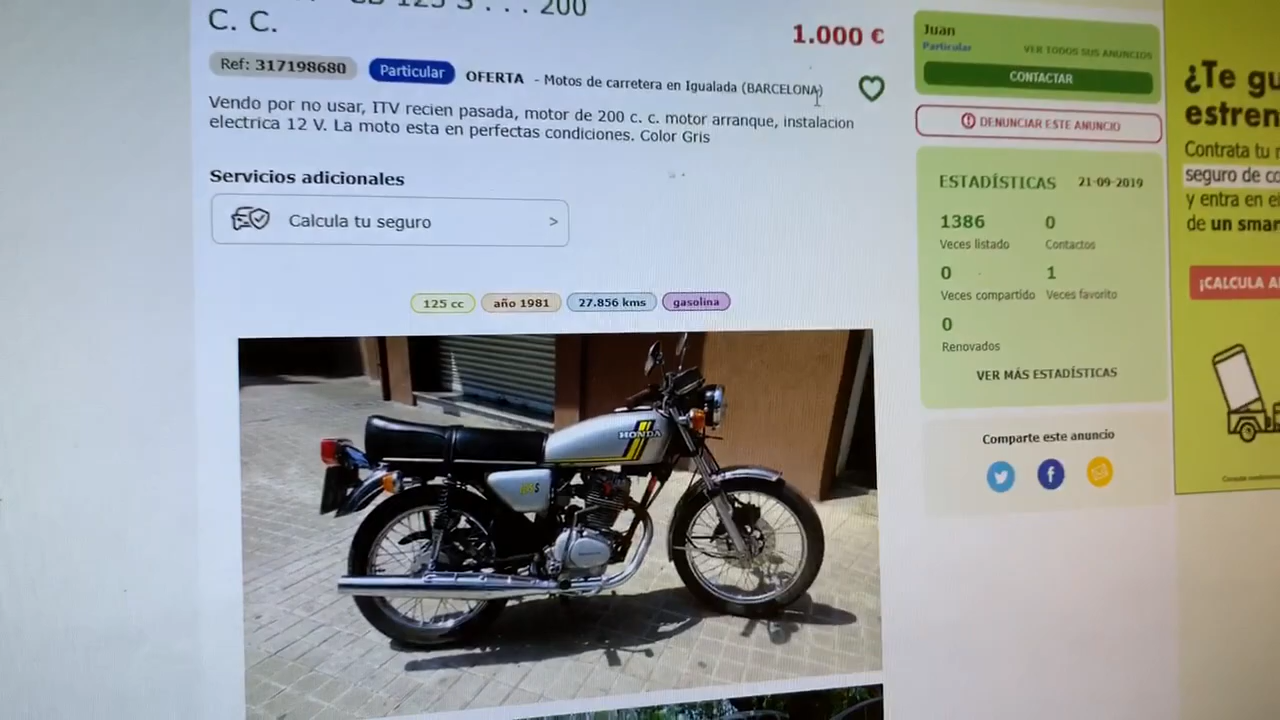 CB 125 S . . . 200
C. C.
1.000 €
Ref: 317198680
Particular
OFERTA - Motos de carretera en Igualada (BARCELONA)
Vendo por no usar, ITV recien pasada, motor de 200 c. c. motor arranque, instalacion
electrica 12 V. La moto esta en perfectas condiciones. Color Gris
Servicios adicionales
Calcula tu seguro >
125 cc
año 1981
27.856 kms
gasolina
HONDA
Juan
Particular
VER TODOS SUS ANUNCIOS
CONTACTAR
DENUNCIAR ESTE ANUNCIO
ESTADÍSTICAS 21-09-2019
1386 0
Veces listado Contactos
0 1
Veces compartido Veces favorito
0
Renovados
VER MÁS ESTADÍSTICAS
Comparte este anuncio
¿Te gu
estren
Contrata tu
seguro de co
y entra en el
de un smar
¡CALCULA A